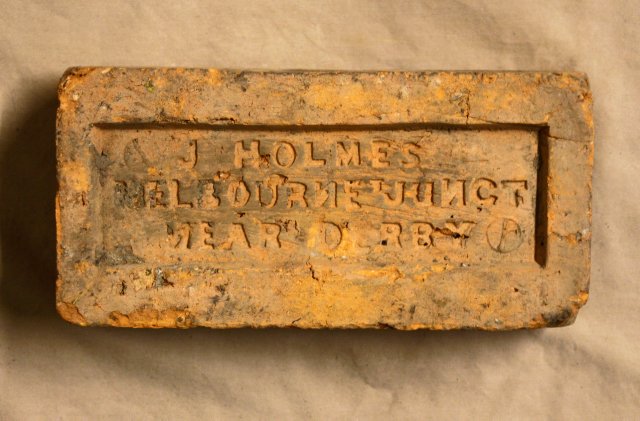 J HOLMES
MELBOURNE JUNCT
NEAR DERBY